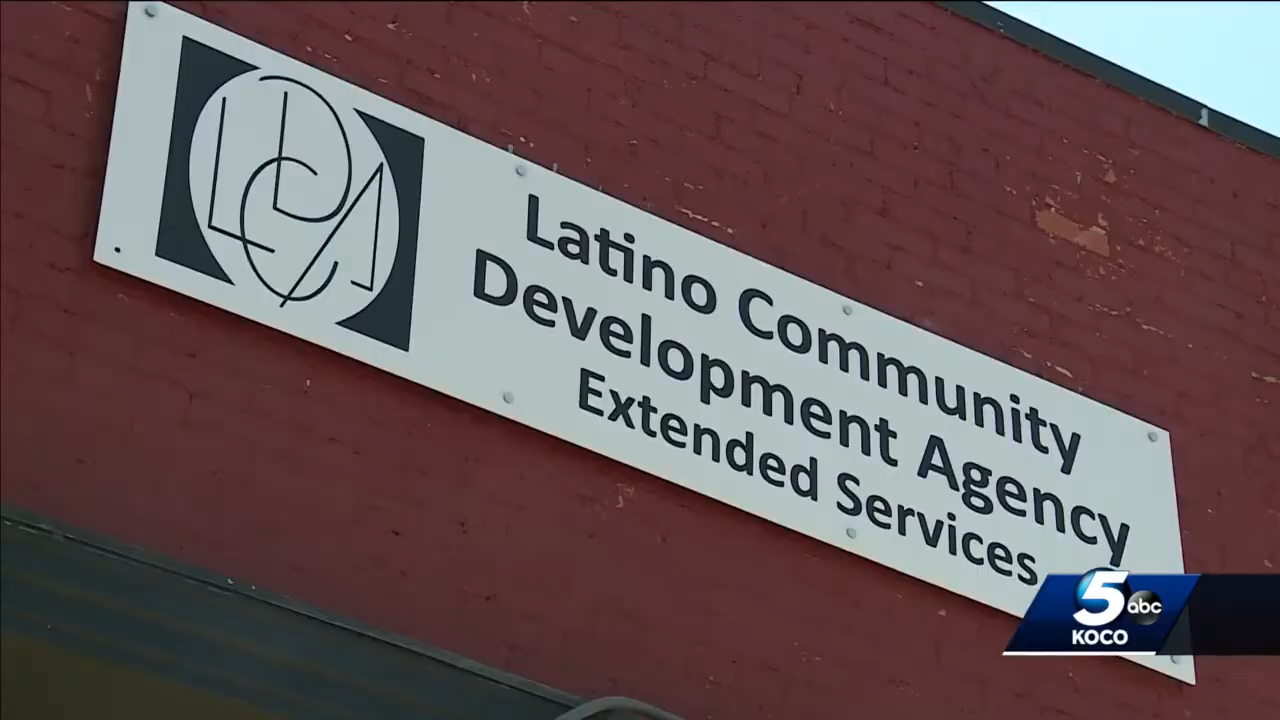 LCDA
Latino Community
Development Agency
Extended Services
5 abc
KOCO